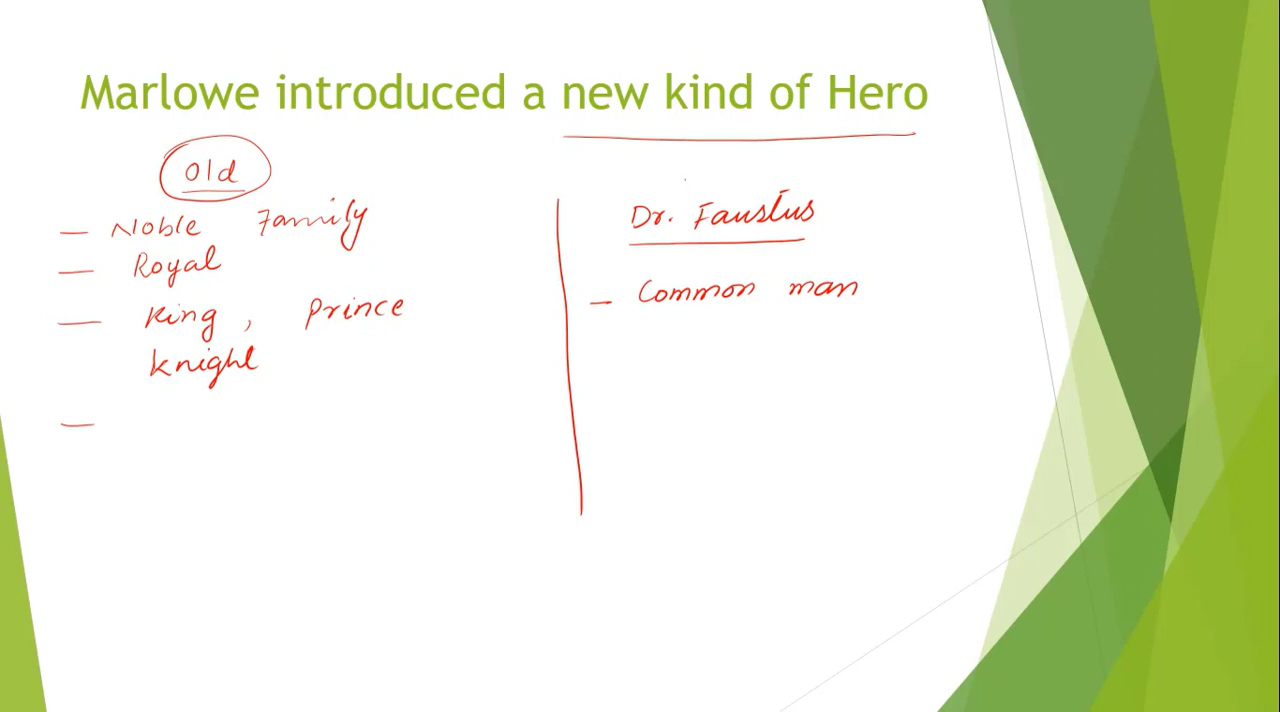 Marlowe introduced a new kind of Hero
Old
— Noble Family
— Royal
— King, Prince
Knight
—
Dr. Faustus
— Common man